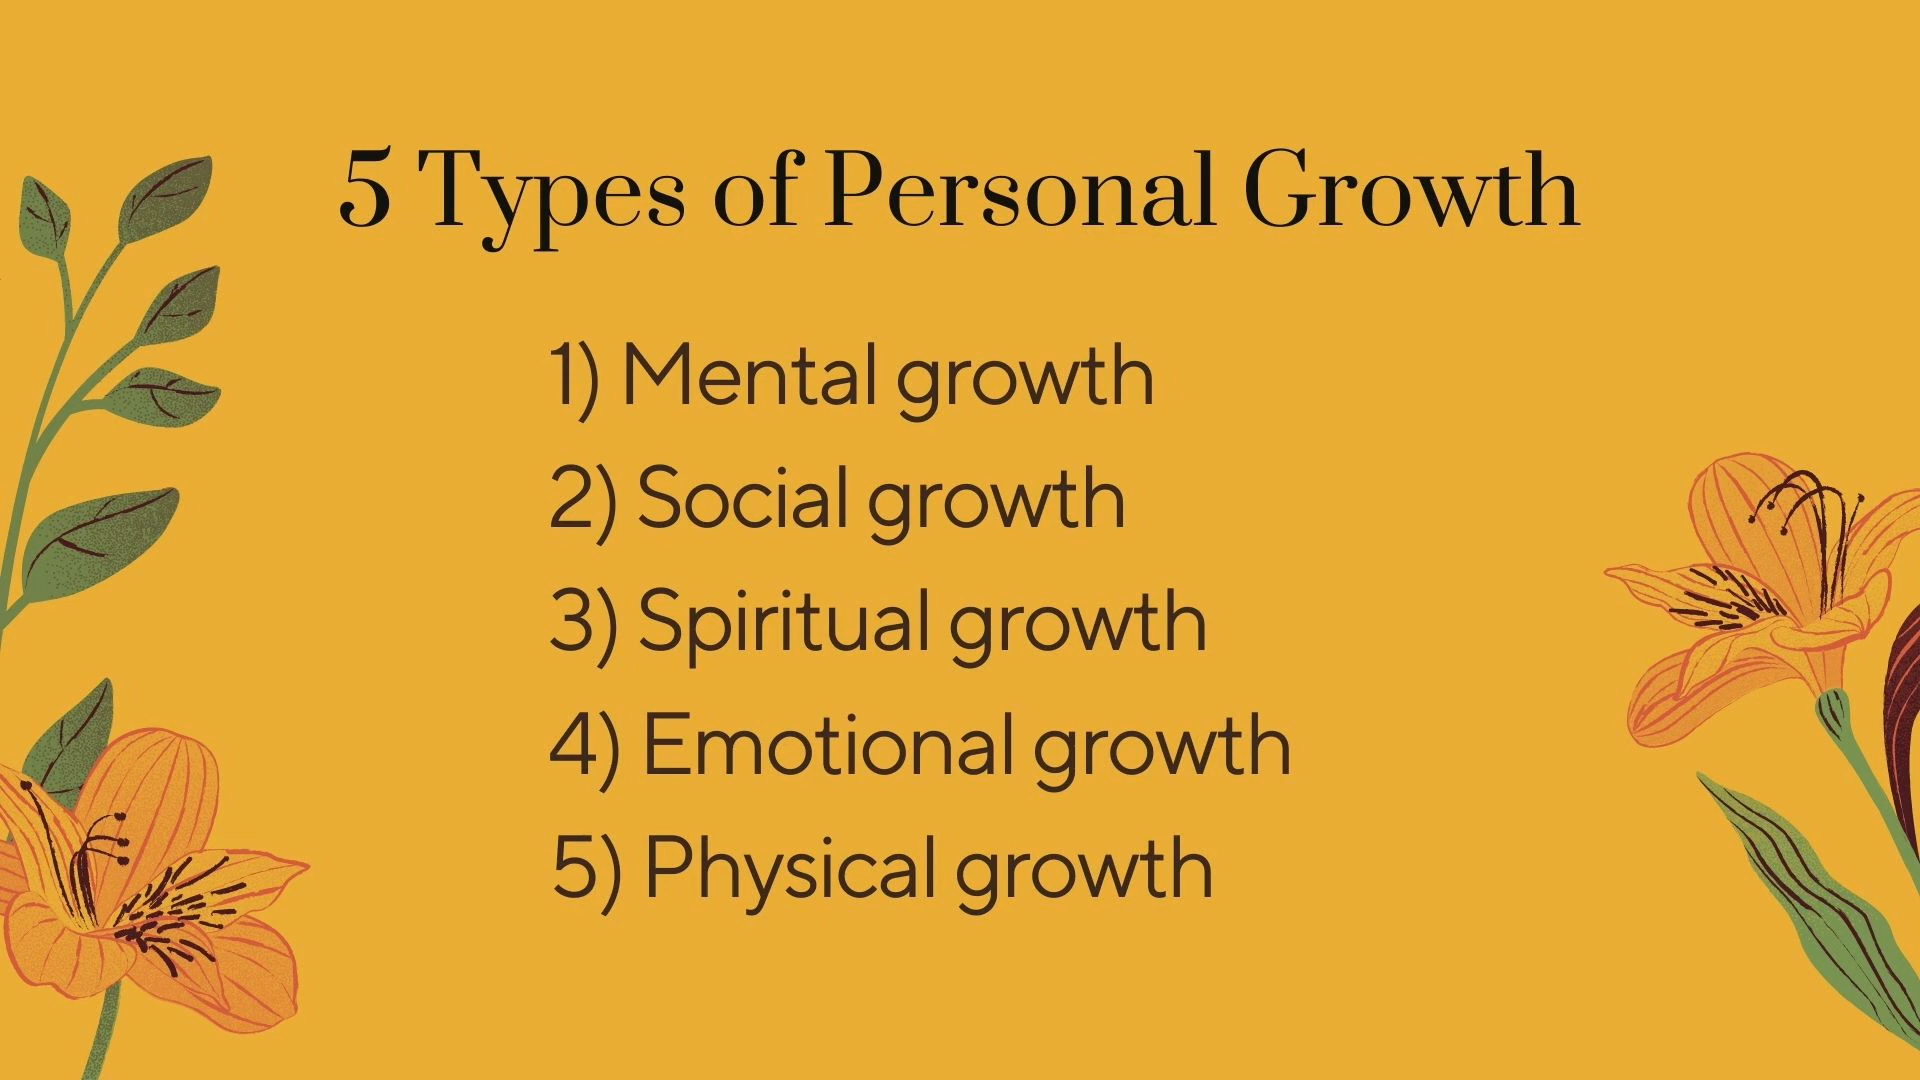 5 Types of Personal Growth
1) Mental growth
2) Social growth
3) Spiritual growth
4) Emotional growth
5) Physical growth